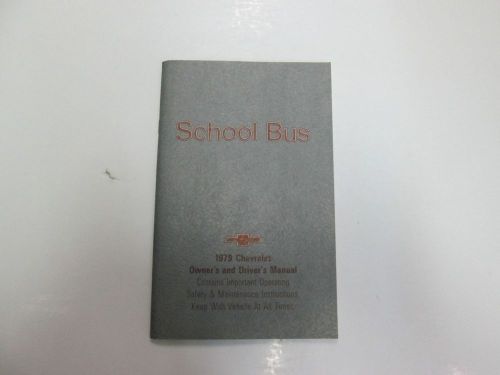 School Bus
1979 Chevrolet
Owner's and Driver's Manual
Contains Important Operating
Safety & Maintenance Instructions
Keep With Vehicle At All Times